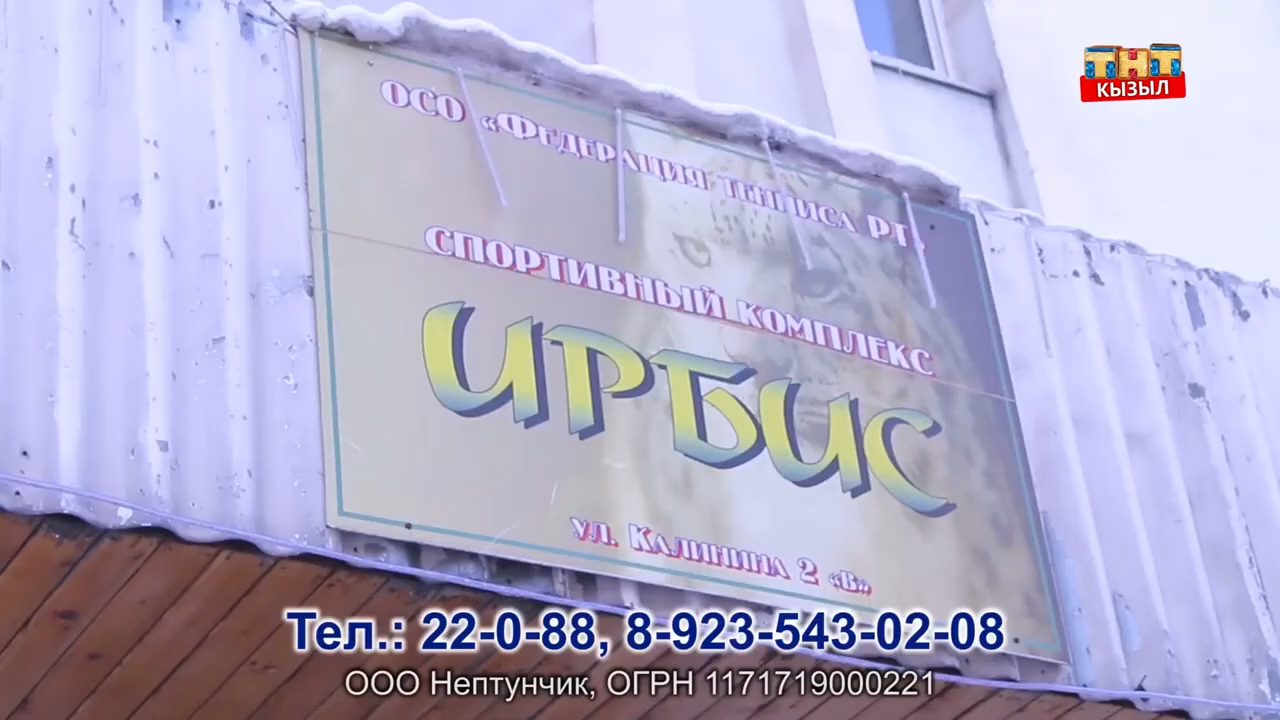 ТНТ
КЫЗЫЛ
ОСО «ФЕДЕРАЦИЯ ТЕННИСА РТ»
СПОРТИВНЫЙ КОМПЛЕКС
ИРБИС
УЛ. КАЛИНИНА 2 «В»
Тел.: 22-0-88, 8-923-543-02-08
ООО Нептунчик, ОГРН 1171719000221